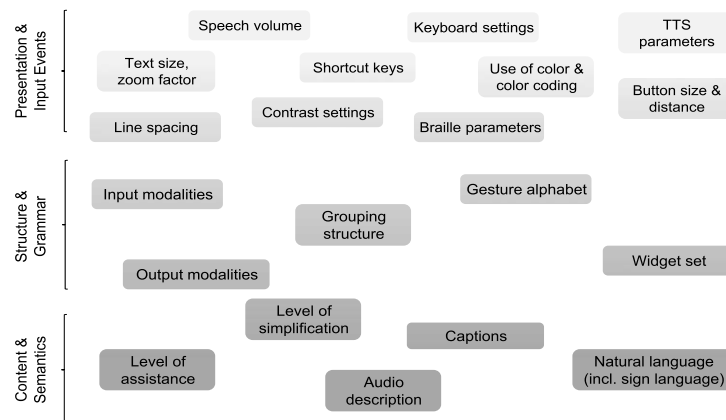 Presentation &
Input Events
Speech volume
Keyboard settings
TTS
parameters
Text size,
zoom factor
Shortcut keys
Use of color &
color coding
Button size &
distance
Line spacing
Contrast settings
Braille parameters
Structure &
Grammar
Input modalities
Gesture alphabet
Grouping
structure
Output modalities
Widget set
Content &
Semantics
Level of
simplification
Captions
Level of
assistance
Audio
description
Natural language
(incl. sign language)